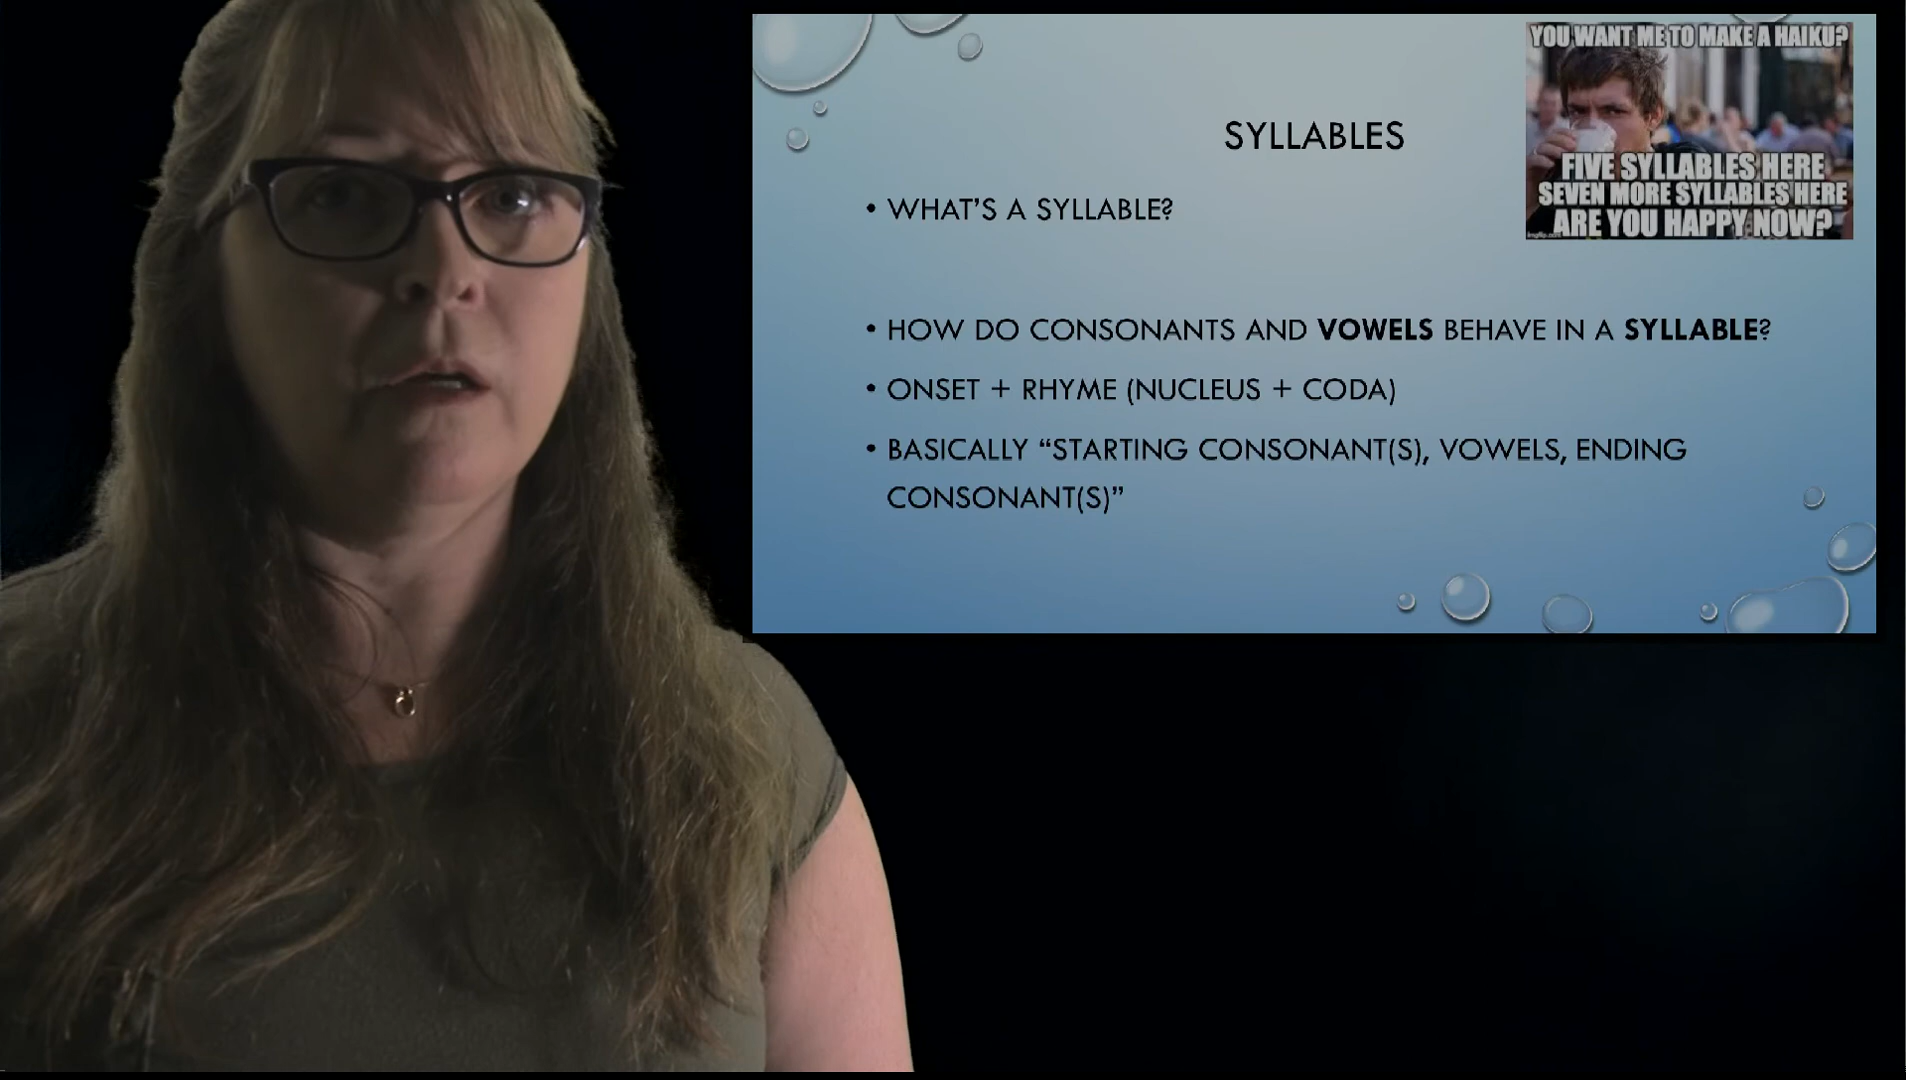 SYLLABLES
• WHAT'S A SYLLABLE?
• HOW DO CONSONANTS AND VOWELS BEHAVE IN A SYLLABLE?
• ONSET + RHYME (NUCLEUS + CODA)
• BASICALLY “STARTING CONSONANT(S), VOWELS, ENDING
CONSONANT(S)”
YOU WANT ME TO MAKE A HAIKU?
FIVE SYLLABLES HERE
SEVEN MORE SYLLABLES HERE
ARE YOU HAPPY NOW?